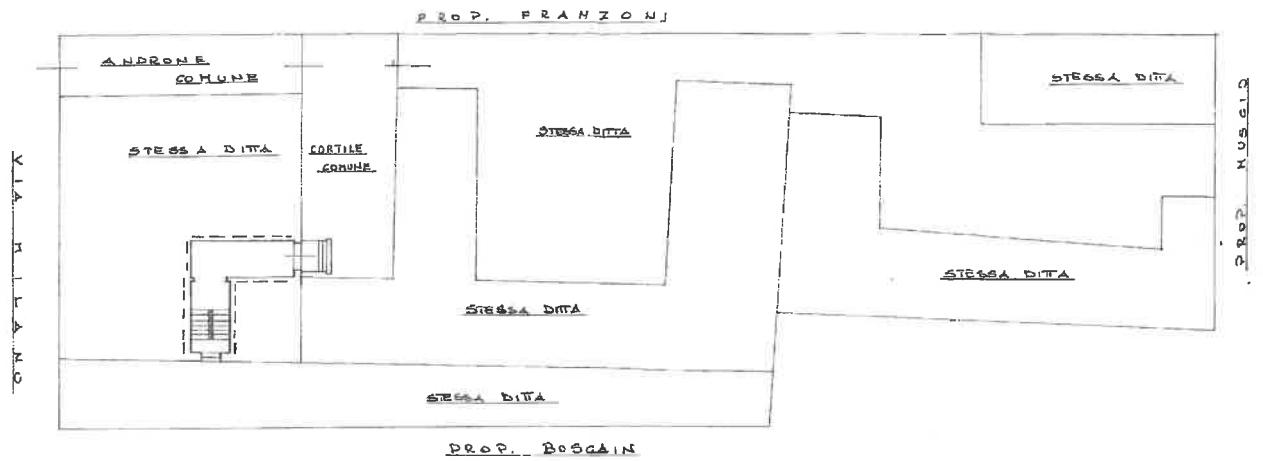 PROP. FRANZONI
ANDRONE
COMUNE
STESSA DITTA
STESSA DITTA
STESSA DITTA
CORTILE
COMUNE
VIA MILANO
PROP. MUSCIO
STESSA DITTA
STESSA DITTA
STESSA DITTA
PROP. BOSCAIN